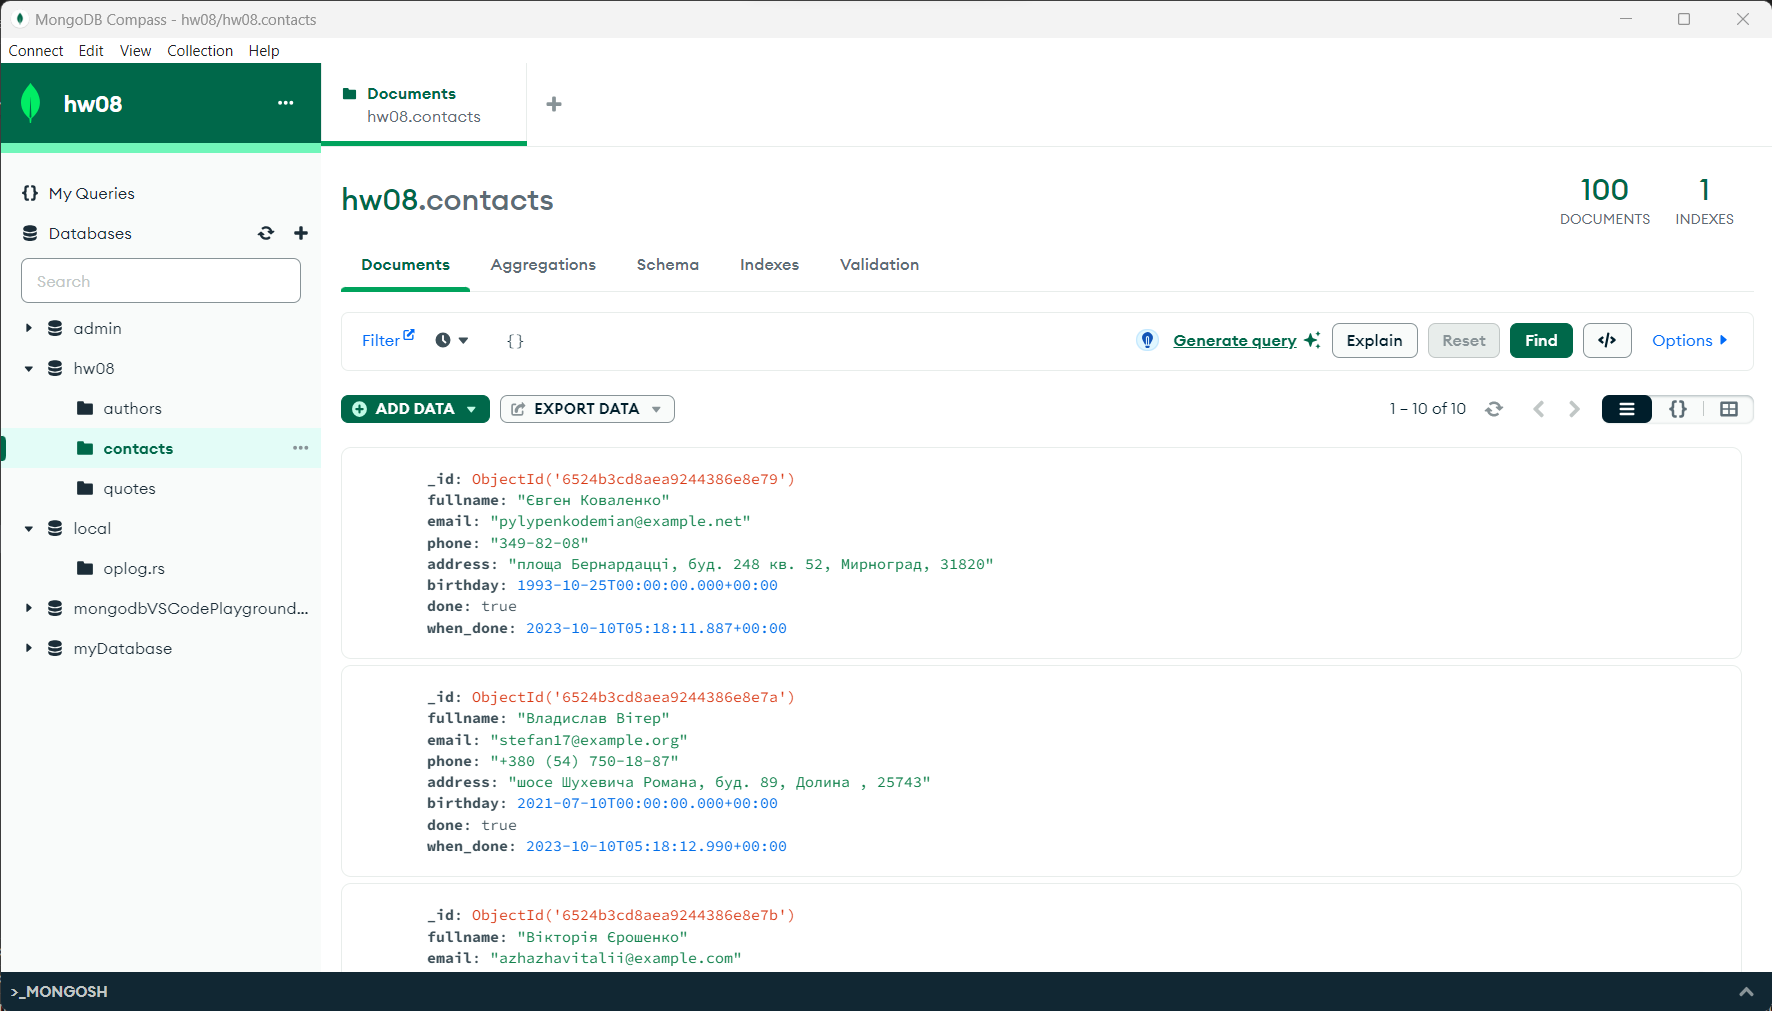 MongoDB Compass - hw08/hw08.contacts
Connect Edit View Collection Help
hw08
Documents
hw08.contacts
My Queries
Databases
Search
admin
hw08
authors
contacts
quotes
local
oplog.rs
mongodbVSCodePlayground...
myDatabase
hw08.contacts
100
DOCUMENTS
1
INDEXES
Documents Aggregations Schema Indexes Validation
Filter {} Generate query Explain Reset Find </> Options
ADD DATA EXPORT DATA 1 – 10 of 10 {}
_id: ObjectId('6524b3cd8aea9244386e8e79')
fullname: "Євген Коваленко"
email: "pylypenkodemian@example.net"
phone: "349-82-08"
address: "площа Бернардацці, буд. 248 кв. 52, Мирноград, 31820"
birthday: 1993-10-25T00:00:00.000+00:00
done: true
when_done: 2023-10-10T05:18:11.887+00:00
_id: ObjectId('6524b3cd8aea9244386e8e7a')
fullname: "Владислав Вітер"
email: "stefan17@example.org"
phone: "+380 (54) 750-18-87"
address: "шосе Шухевича Романа, буд. 89, Долина , 25743"
birthday: 2021-07-10T00:00:00.000+00:00
done: true
when_done: 2023-10-10T05:18:12.990+00:00
_id: ObjectId('6524b3cd8aea9244386e8e7b')
fullname: "Вікторія Єрошенко"
email: "azhazhavitalii@example.com"
>_MONGOSH